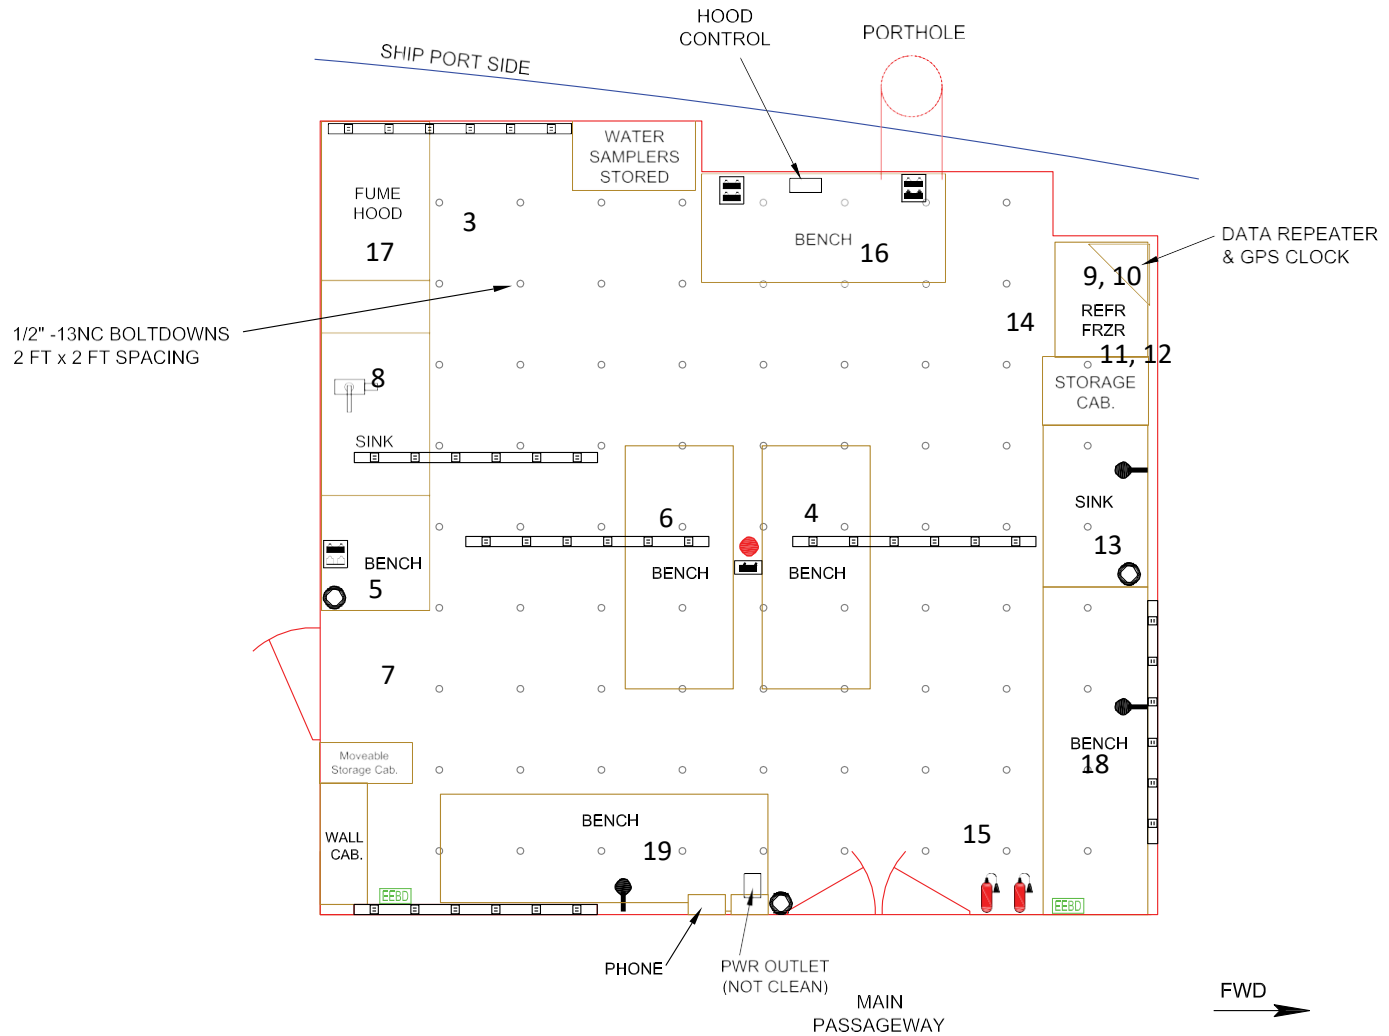 HOOD
CONTROL
PORTHOLE
SHIP PORT SIDE
WATER
SAMPLERS
STORED
FUME
HOOD
17
3
BENCH
16
DATA REPEATER
& GPS CLOCK
9, 10
REFR
FRZR
11, 12
14
1/2" -13NC BOLTDOWNS
2 FT x 2 FT SPACING
8
STORAGE
CAB.
SINK
SINK
6
4
13
BENCH
5
BENCH
BENCH
7
BENCH
18
Moveable
Storage Cab.
WALL
CAB.
BENCH
19
15
EEBD
EEBD
PHONE
PWR OUTLET
(NOT CLEAN)
MAIN
PASSAGEWAY
FWD